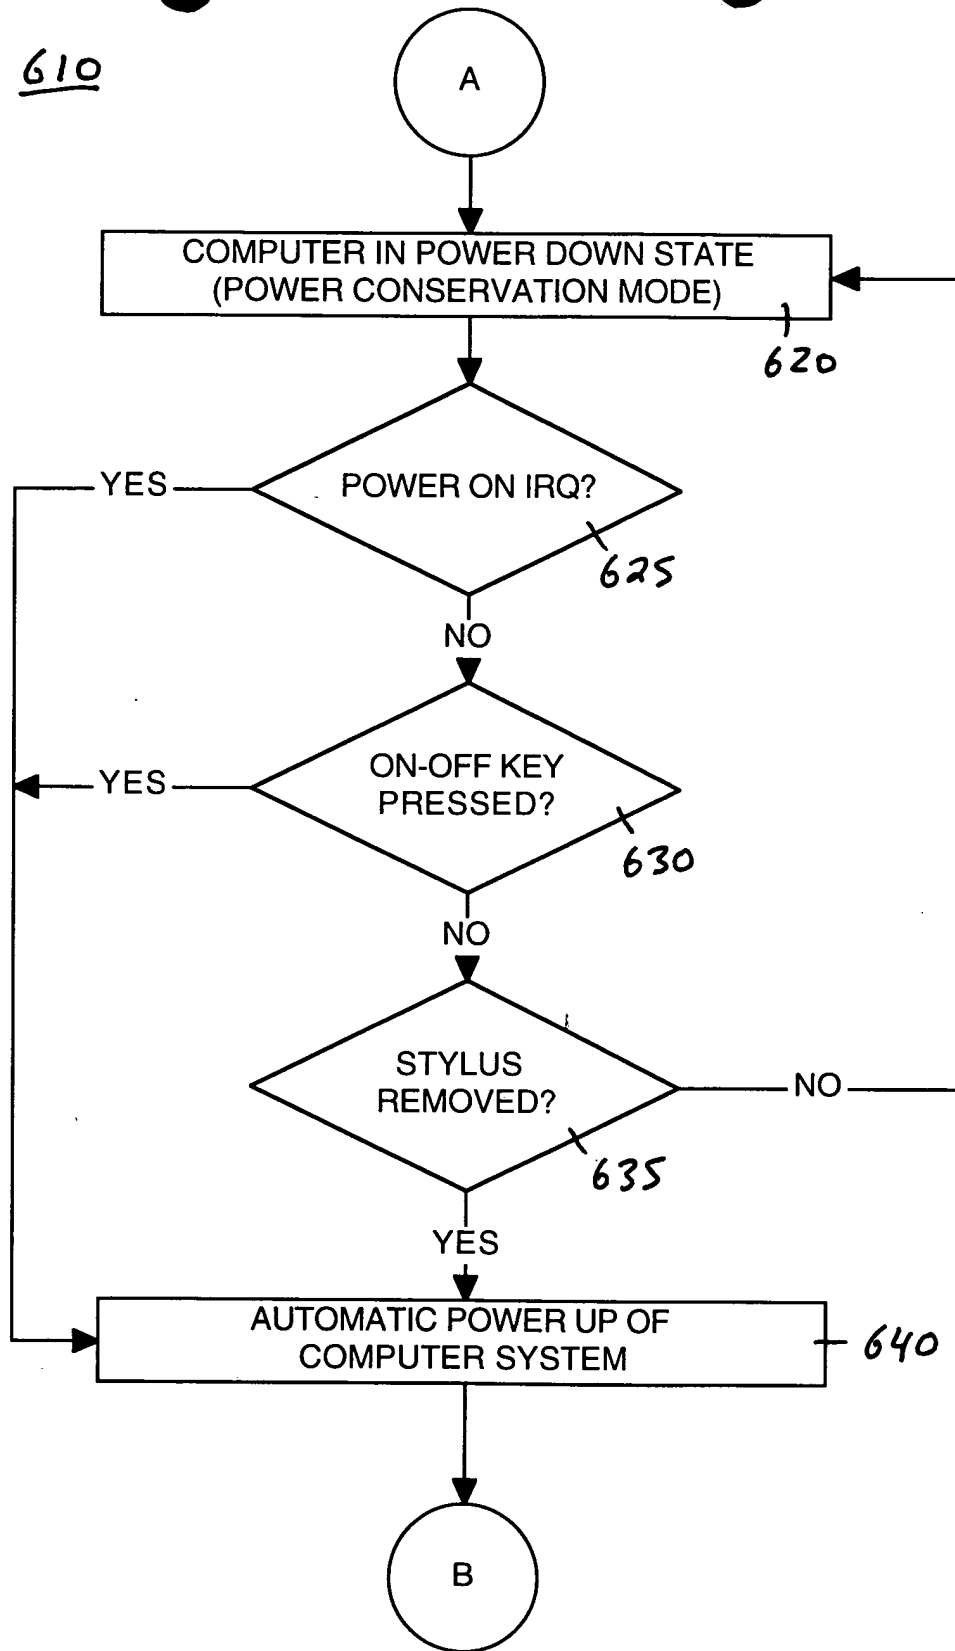 610
A
COMPUTER IN POWER DOWN STATE
(POWER CONSERVATION MODE)
620
YES
POWER ON IRQ?
625
NO
YES
ON-OFF KEY
PRESSED?
630
NO
STYLUS
REMOVED?
NO
635
YES
AUTOMATIC POWER UP OF
COMPUTER SYSTEM
640
B